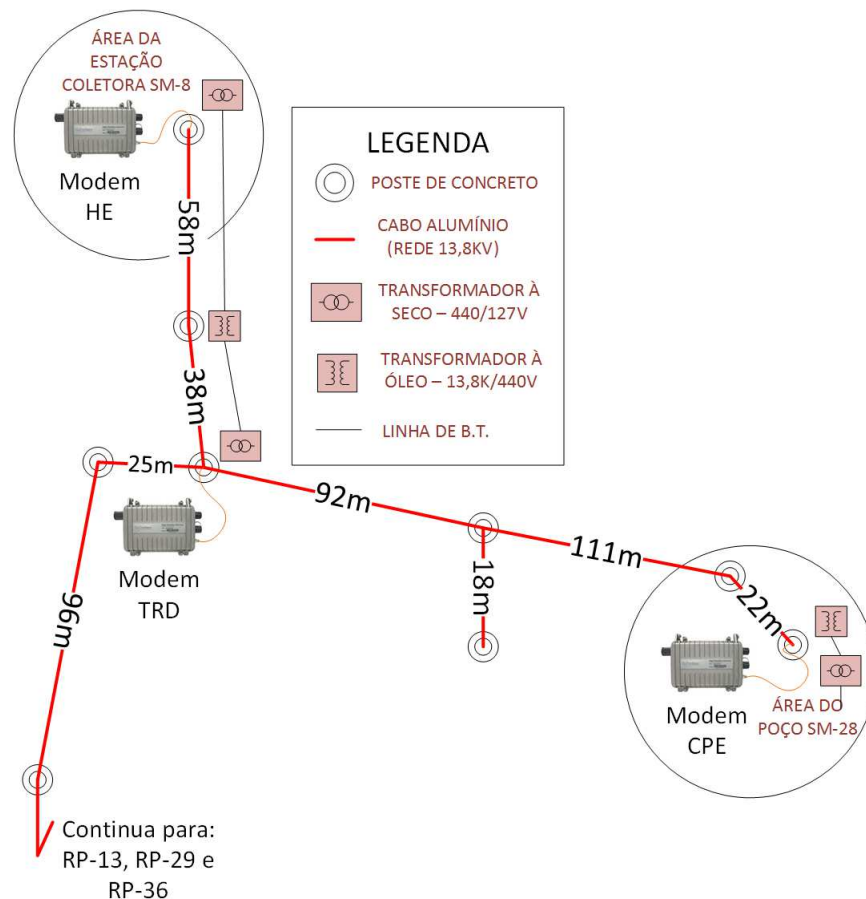 ÁREA DA
ESTAÇÃO
COLETORA SM-8
Modem
HE
58m
38m
25m
92m
18m
111m
22m
96m
Modem
TRD
Modem
CPE
ÁREA DO
POÇO SM-28
Continua para:
RP-13, RP-29 e
RP-36
LEGENDA
POSTE DE CONCRETO
CABO ALUMÍNIO
(REDE 13,8KV)
TRANSFORMADOR À
SECO – 440/127V
TRANSFORMADOR À
ÓLEO – 13,8K/440V
LINHA DE B.T.